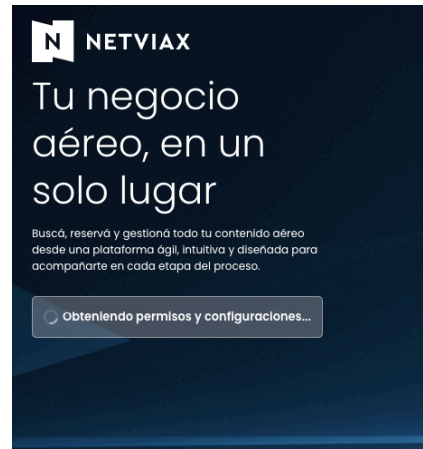 N NETVIAX
Tu negocio
aéreo, en un
solo lugar
Buscá, reservá y gestioná todo tu contenido aéreo
desde una plataforma ágil, intuitiva y diseñada para
acompañarte en cada etapa del proceso.
Obteniendo permisos y configuraciones...